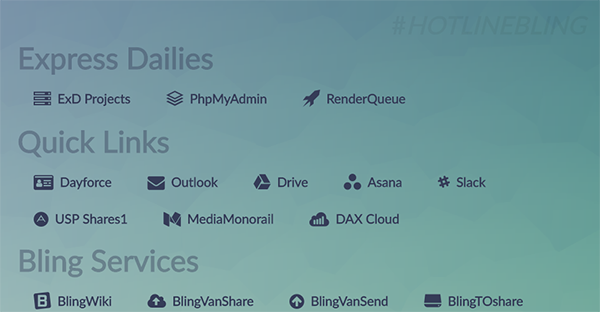 #HOTLINEBLING
Express Dailies
ExD Projects PhpMyAdmin RenderQueue
Quick Links
Dayforce Outlook Drive Asana Slack
USP Shares1 MediaMonorail DAX Cloud
Bling Services
BlingWiki BlingVanShare BlingVanSend BlingTOshare